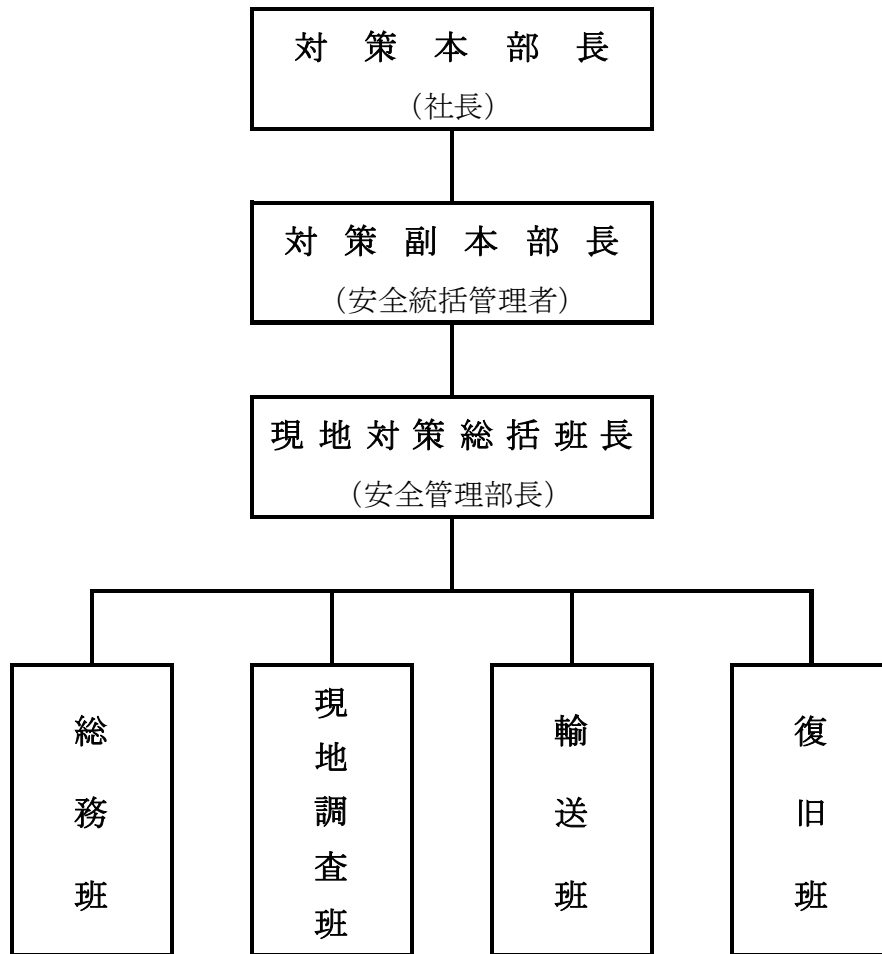 対策本部長
（社長）
対策副本部長
（安全統括管理者）
現地対策総括班長
（安全管理部長）
総務班
現地調査班
輸送班
復旧班